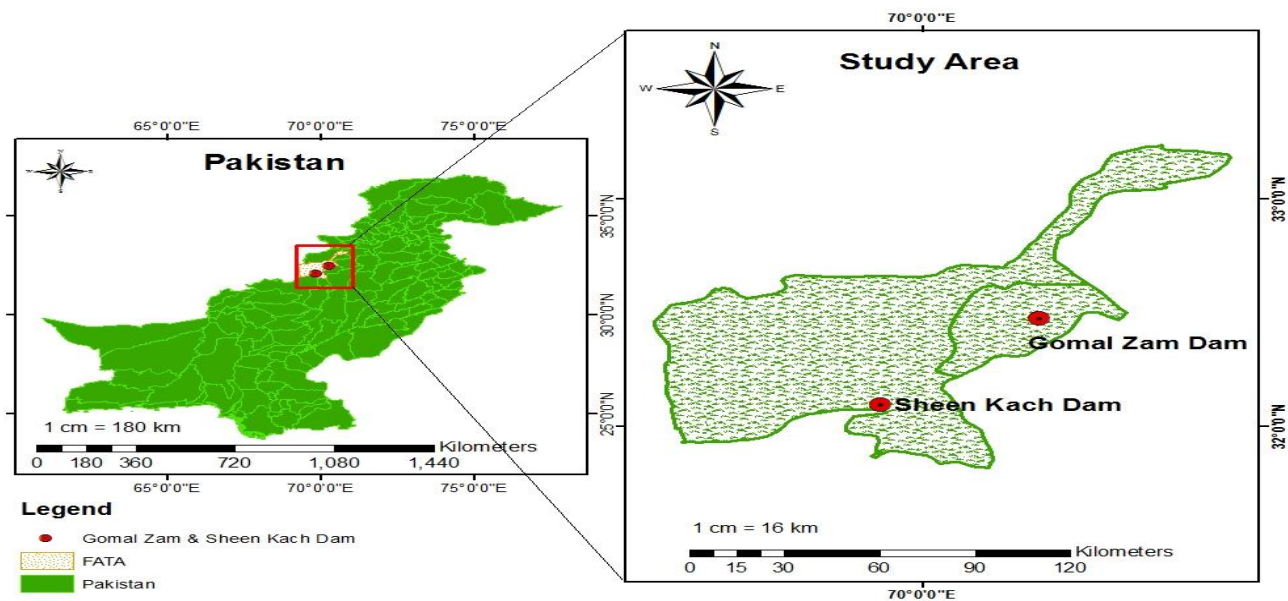 65°0'0"E 70°0'0"E 75°0'0"E
Pakistan
N
W E
S
35°0'0"N
30°0'0"N
25°0'0"N
1 cm = 180 km
Kilometers
0 180 360 720 1,080 1,440
65°0'0"E 70°0'0"E 75°0'0"E
Legend
Gomal Zam & Sheen Kach Dam
FATA
Pakistan
70°0'0"E
Study Area
N
W E
S
33°0'0"N
Gomal Zam Dam
Sheen Kach Dam
32°0'0"N
1 cm = 16 km
Kilometers
0 15 30 60 90 120
70°0'0"E